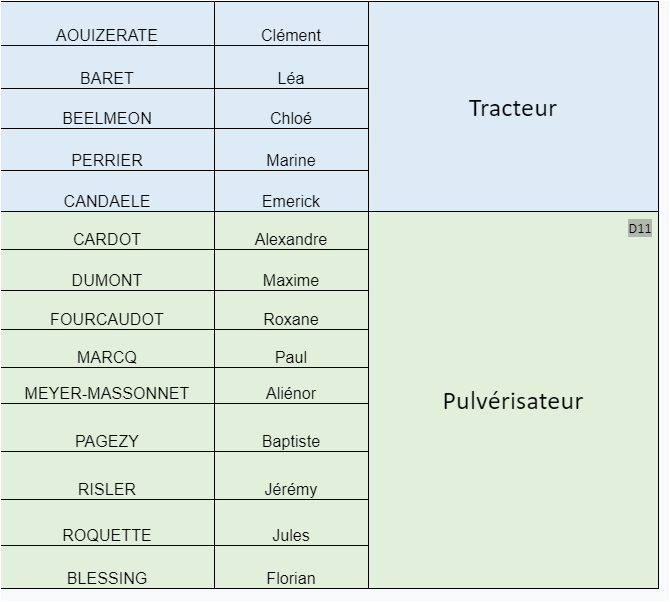 AOUIZERATE Clément
BARET Léa
BEELMEON Chloé
Tracteur
PERRIER Marine
CANDAELE Emerick
CARDOT Alexandre
D11
DUMONT Maxime
FOURCAUDOT Roxane
MARCQ Paul
MEYER-MASSONNET Aliénor
Pulvérisateur
PAGEZY Baptiste
RISLER Jérémy
ROQUETTE Jules
BLESSING Florian